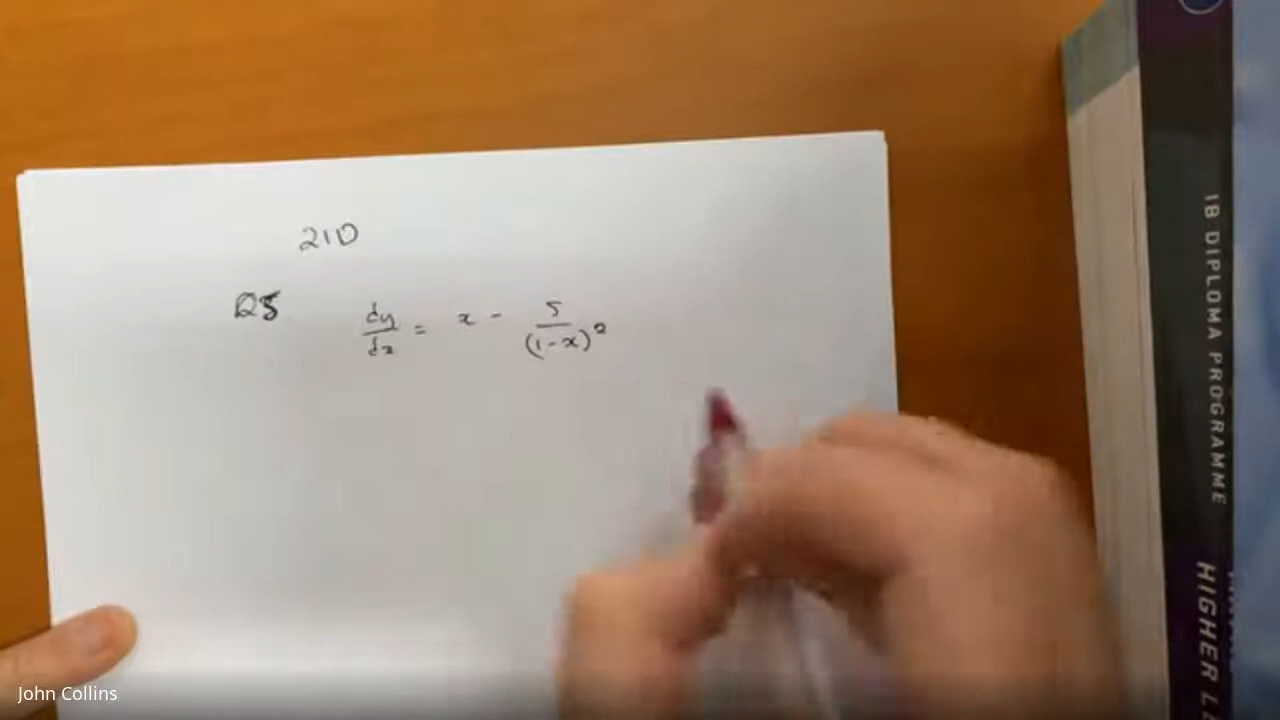 21D
Q5 dy/dx = x - 5/(1-x)²
IB DIPLOMA PROGRAMME
HIGHER
John Collins